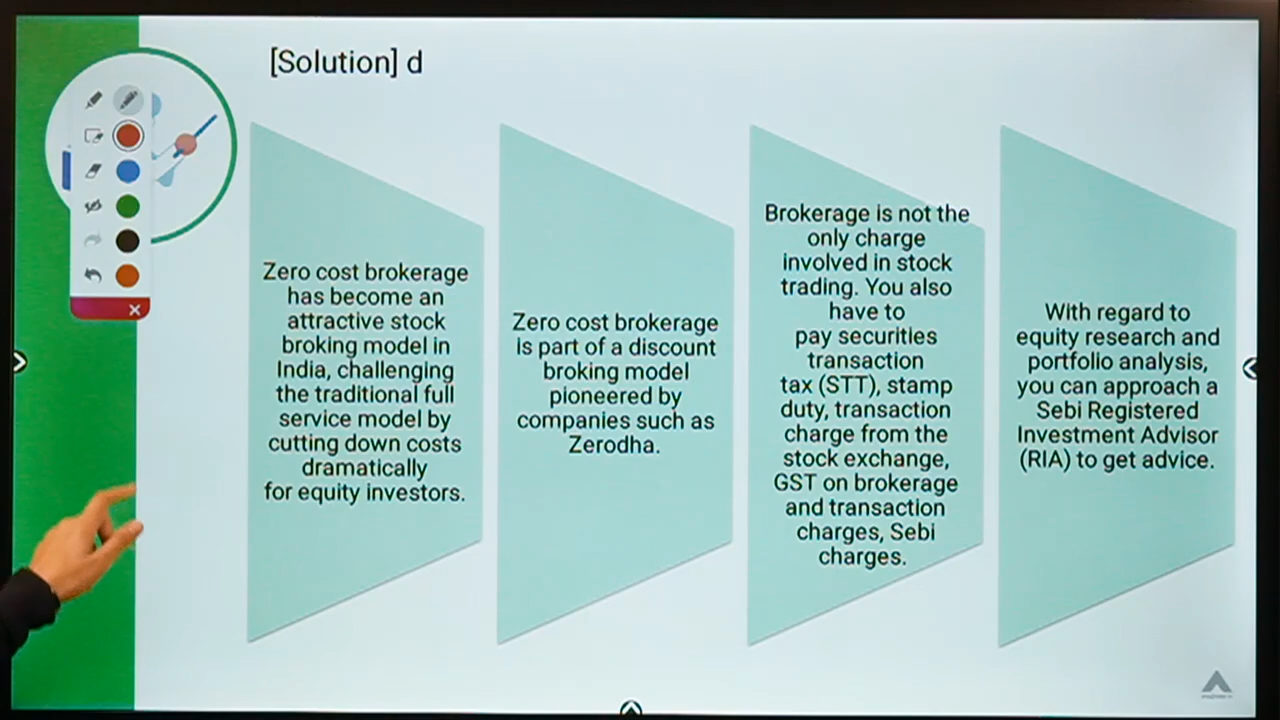 [Solution] d
Zero cost brokerage
has become an
attractive stock
broking model in
India, challenging
the traditional full
service model by
cutting down costs
dramatically
for equity investors.
Zero cost brokerage
is part of a discount
broking model
pioneered by
companies such as
Zerodha.
Brokerage is not the
only charge
involved in stock
trading. You also
have to
pay securities
transaction
tax (STT), stamp
duty, transaction
charge from the
stock exchange,
GST on brokerage
and transaction
charges, Sebi
charges.
With regard to
equity research and
portfolio analysis,
you can approach a
Sebi Registered
Investment Advisor
(RIA) to get advice.